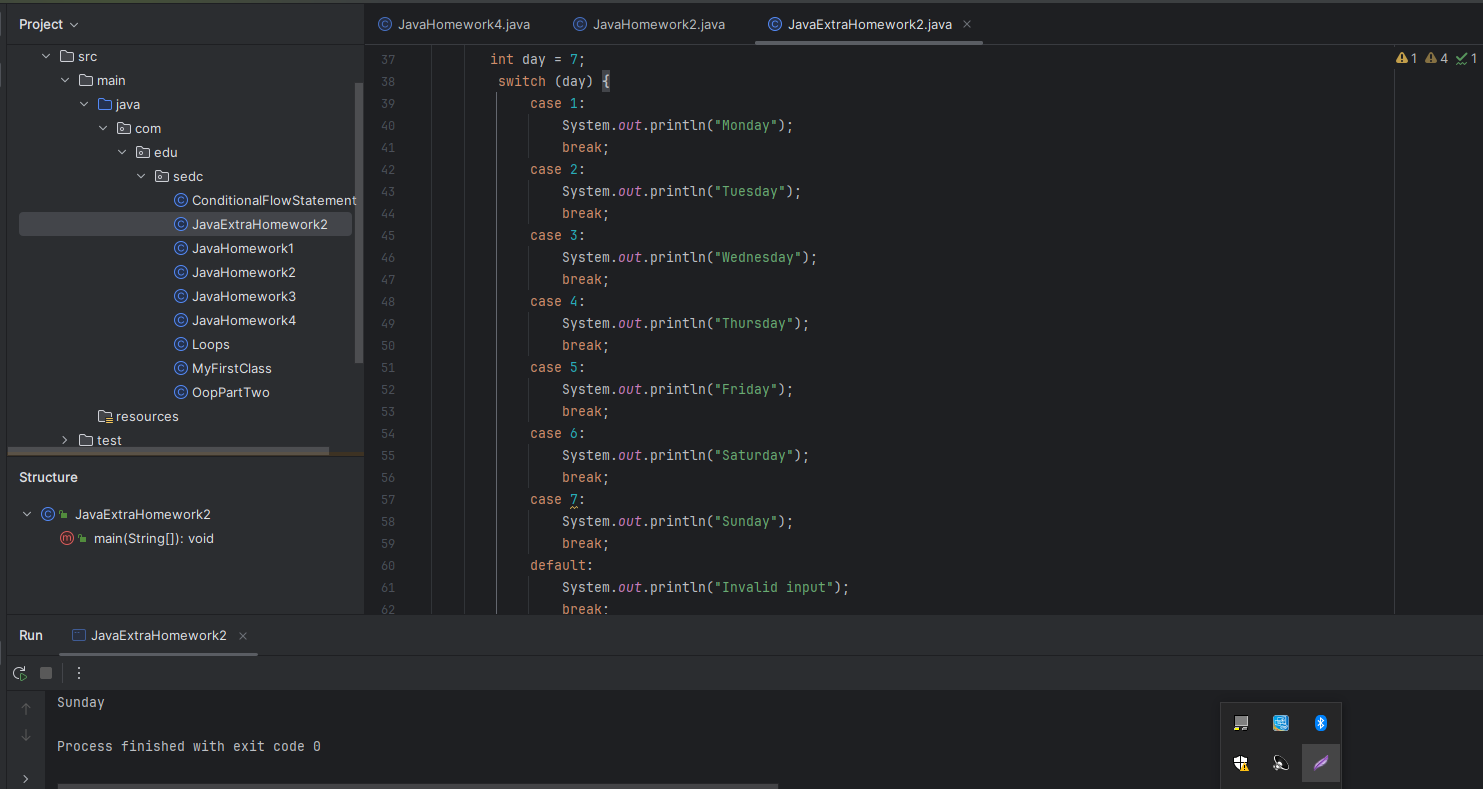 Project
JavaHomework4.java
JavaHomework2.java
JavaExtraHomework2.java
src
main
java
com
edu
sedc
ConditionalFlowStatement
JavaExtraHomework2
JavaHomework1
JavaHomework2
JavaHomework3
JavaHomework4
Loops
MyFirstClass
OopPartTwo
resources
test
Structure
JavaExtraHomework2
main(String[]): void
1 4 1
37 int day = 7;
38 switch (day) {
39 case 1:
40 System.out.println("Monday");
41 break;
42 case 2:
43 System.out.println("Tuesday");
44 break;
45 case 3:
46 System.out.println("Wednesday");
47 break;
48 case 4:
49 System.out.println("Thursday");
50 break;
51 case 5:
52 System.out.println("Friday");
53 break;
54 case 6:
55 System.out.println("Saturday");
56 break;
57 case 7:
58 System.out.println("Sunday");
59 break;
60 default:
61 System.out.println("Invalid input");
62 break;
Run
JavaExtraHomework2
Sunday
Process finished with exit code 0